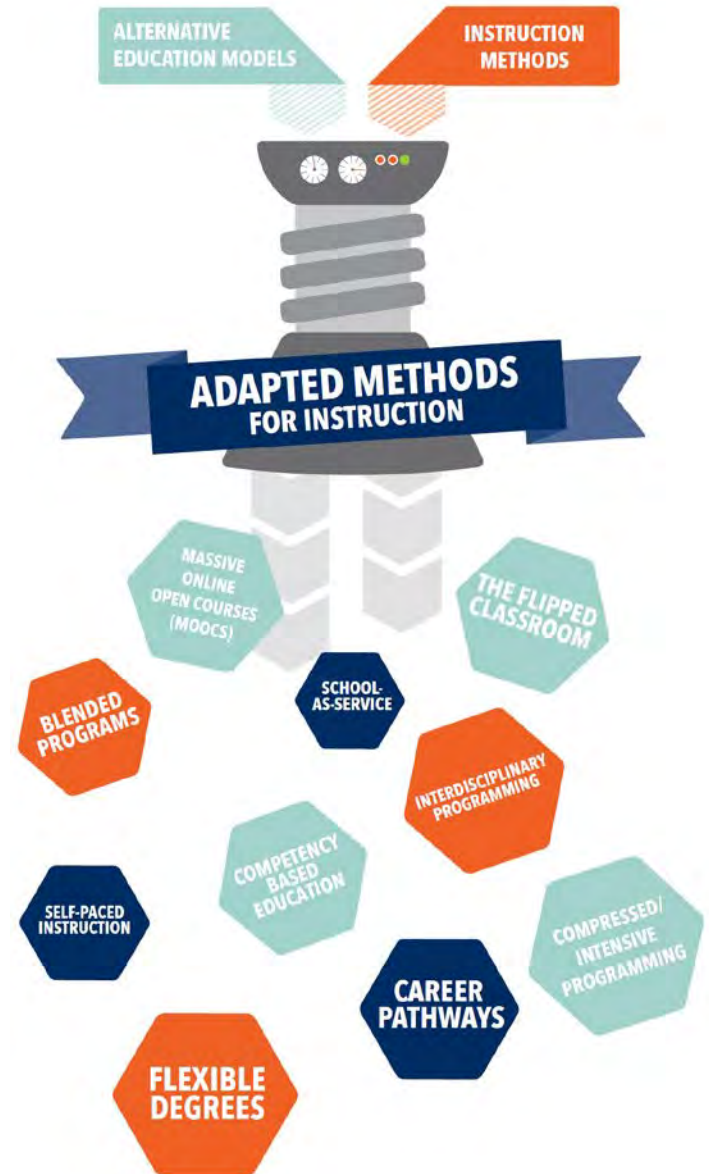 ALTERNATIVE
EDUCATION MODELS
INSTRUCTION
METHODS
ADAPTED METHODS
FOR INSTRUCTION
MASSIVE
ONLINE
OPEN COURSES
(MOOCS)
THE FLIPPED
CLASSROOM
SCHOOL-
AS-SERVICE
BLENDED
PROGRAMS
INTERDISCIPLINARY
PROGRAMMING
COMPETENCY
BASED
EDUCATION
SELF-PACED
INSTRUCTION
COMPRESSED/
INTENSIVE
PROGRAMMING
CAREER
PATHWAYS
FLEXIBLE
DEGREES